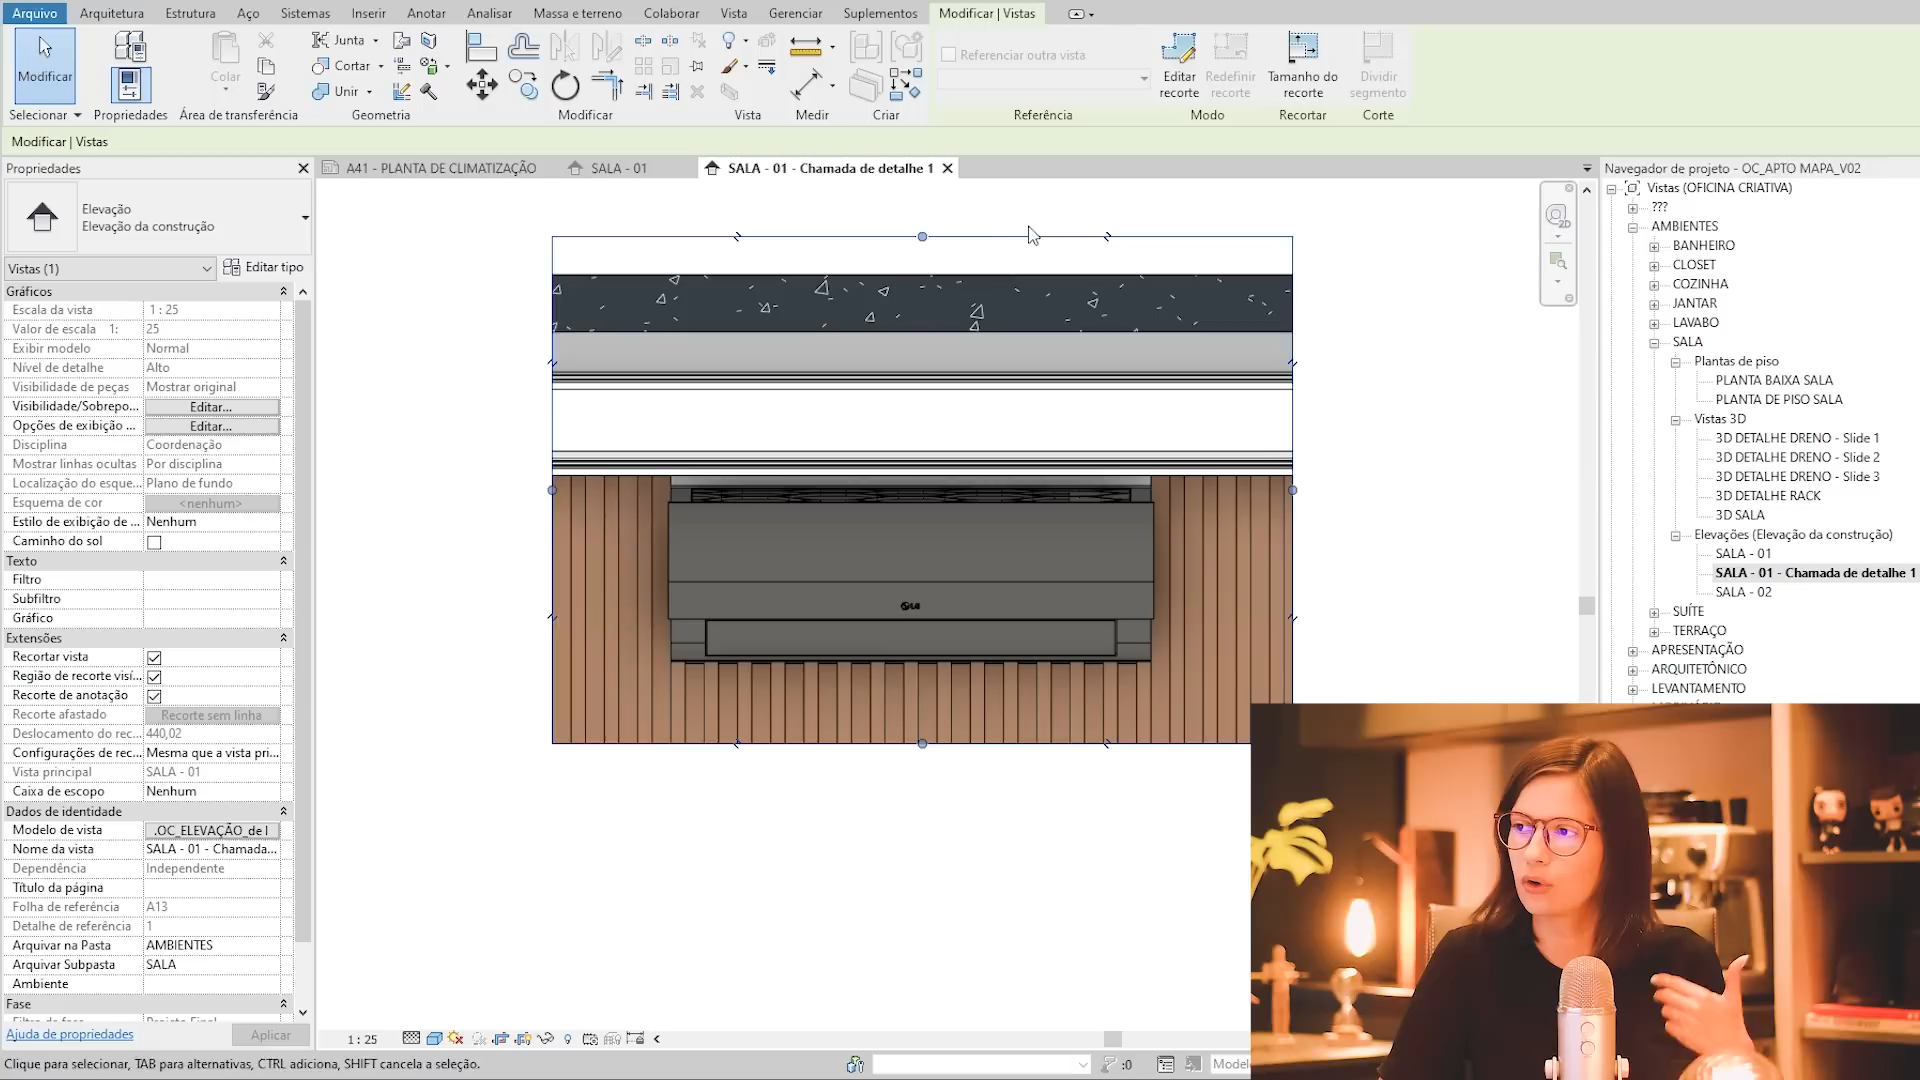 Arquivo Arquitetura Estrutura Aço Sistemas Inserir Anotar Analisar Massa e terreno Colaborar Vista Gerenciar Suplementos Modificar | Vistas
Junta
Cortar
Unir
Referenciar outra vista
Modificar
Colar
Editar recorte
Redefinir recorte
Tamanho do recorte
Dividir segmento
Selecionar Propriedades Área de transferência Geometria Modificar Vista Medir Criar Referência Modo Recortar Corte
Modificar | Vistas
Propriedades
A41 - PLANTA DE CLIMATIZAÇÃO
SALA - 01
SALA - 01 - Chamada de detalhe 1
Elevação
Elevação da construção
Vistas (1)
Editar tipo
Gráficos
Escala da vista 1 : 25
Valor de escala 1: 25
Exibir modelo Normal
Nível de detalhe Alto
Visibilidade de peças Mostrar original
Visibilidade/Sobrepo... Editar...
Opções de exibição ... Editar...
Disciplina Coordenação
Mostrar linhas ocultas Por disciplina
Localização do esque... Plano de fundo
Esquema de cor <nenhum>
Estilo de exibição de ... Nenhum
Caminho do sol
Texto
Filtro
Subfiltro
Gráfico
Extensões
Recortar vista
Região de recorte visí...
Recorte de anotação
Recorte afastado Recorte sem linha
Deslocamento do rec... 440,02
Configurações de rec... Mesma que a vista pri...
Vista principal SALA - 01
Caixa de escopo Nenhum
Dados de identidade
Modelo de vista .OC_ELEVAÇÃO_de l
Nome da vista SALA - 01 - Chamada...
Dependência Independente
Título da página
Folha de referência A13
Detalhe de referência 1
Arquivar na Pasta AMBIENTES
Arquivar Subpasta SALA
Ambiente
Fase
Ajuda de propriedades
Aplicar
LG
2D
Navegador de projeto - OC_APTO MAPA_V02
Vistas (OFICINA CRIATIVA)
???
AMBIENTES
BANHEIRO
CLOSET
COZINHA
JANTAR
LAVABO
SALA
Plantas de piso
PLANTA BAIXA SALA
PLANTA DE PISO SALA
Vistas 3D
3D DETALHE DRENO - Slide 1
3D DETALHE DRENO - Slide 2
3D DETALHE DRENO - Slide 3
3D DETALHE RACK
3D SALA
Elevações (Elevação da construção)
SALA - 01
SALA - 01 - Chamada de detalhe 1
SALA - 02
SUÍTE
TERRAÇO
APRESENTAÇÃO
ARQUITETÔNICO
LEVANTAMENTO
1 : 25
Clique para selecionar, TAB para alternativas, CTRL adiciona, SHIFT cancela a seleção.
:0